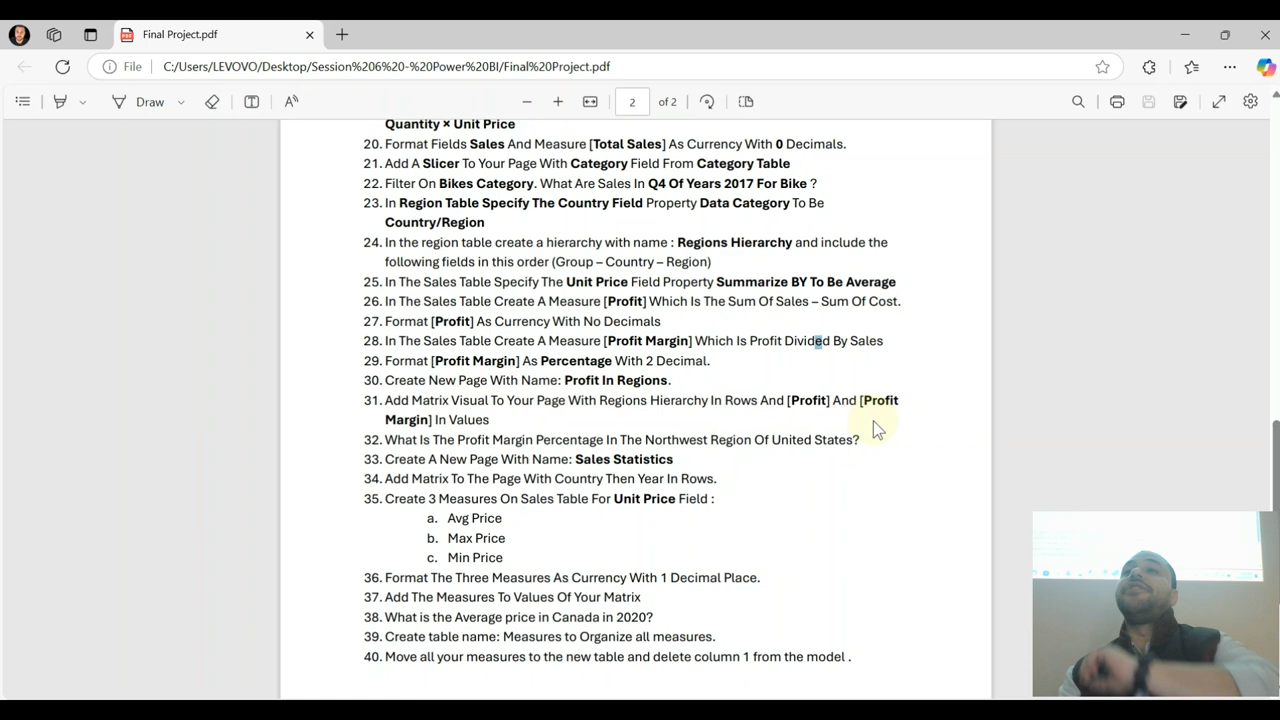 Final Project.pdf
File
C:/Users/LEVOVO/Desktop/Session%206%20-%20Power%20BI/Final%20Project.pdf
Draw
2 of 2
Quantity × Unit Price
20. Format Fields Sales And Measure [Total Sales] As Currency With 0 Decimals.
21. Add A Slicer To Your Page With Category Field From Category Table
22. Filter On Bikes Category. What Are Sales In Q4 Of Years 2017 For Bike ?
23. In Region Table Specify The Country Field Property Data Category To Be
Country/Region
24. In the region table create a hierarchy with name : Regions Hierarchy and include the
following fields in this order (Group – Country – Region)
25. In The Sales Table Specify The Unit Price Field Property Summarize BY To Be Average
26. In The Sales Table Create A Measure [Profit] Which Is The Sum Of Sales – Sum Of Cost.
27. Format [Profit] As Currency With No Decimals
28. In The Sales Table Create A Measure [Profit Margin] Which Is Profit Divided By Sales
29. Format [Profit Margin] As Percentage With 2 Decimal.
30. Create New Page With Name: Profit In Regions.
31. Add Matrix Visual To Your Page With Regions Hierarchy In Rows And [Profit] And [Profit
Margin] In Values
32. What Is The Profit Margin Percentage In The Northwest Region Of United States?
33. Create A New Page With Name: Sales Statistics
34. Add Matrix To The Page With Country Then Year In Rows.
35. Create 3 Measures On Sales Table For Unit Price Field :
a. Avg Price
b. Max Price
c. Min Price
36. Format The Three Measures As Currency With 1 Decimal Place.
37. Add The Measures To Values Of Your Matrix
38. What is the Average price in Canada in 2020?
39. Create table name: Measures to Organize all measures.
40. Move all your measures to the new table and delete column 1 from the model .